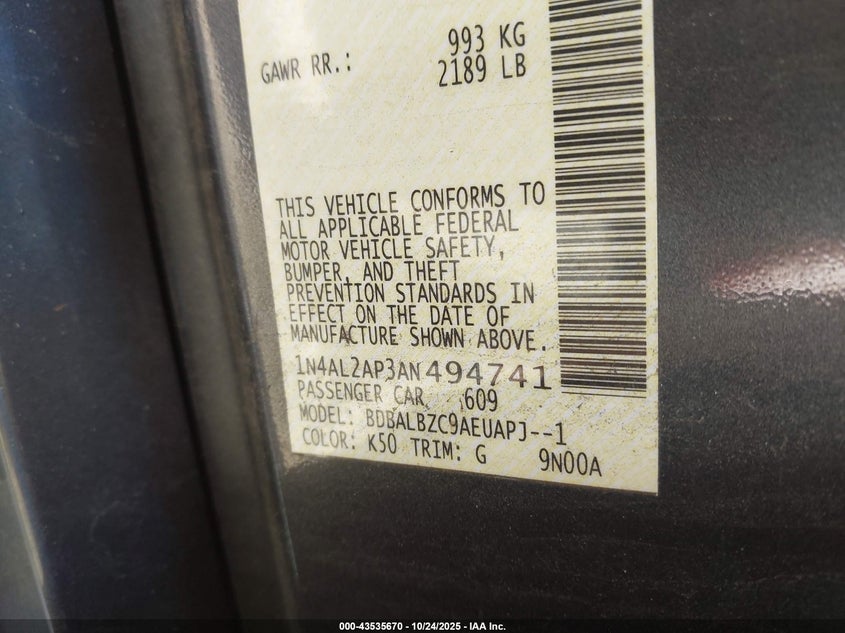 993 KG
GAWR RR.: 2189 LB
THIS VEHICLE CONFORMS TO
ALL APPLICABLE FEDERAL
MOTOR VEHICLE SAFETY,
BUMPER, AND THEFT
PREVENTION STANDARDS IN
EFFECT ON THE DATE OF
MANUFACTURE SHOWN ABOVE.
1N4AL2AP3AN494741
PASSENGER CAR 609
MODEL: BDBALBZC9AEUAPJ--1
COLOR: K50 TRIM: G 9N00A
000-43535670 - 10/24/2025 - IAA Inc.